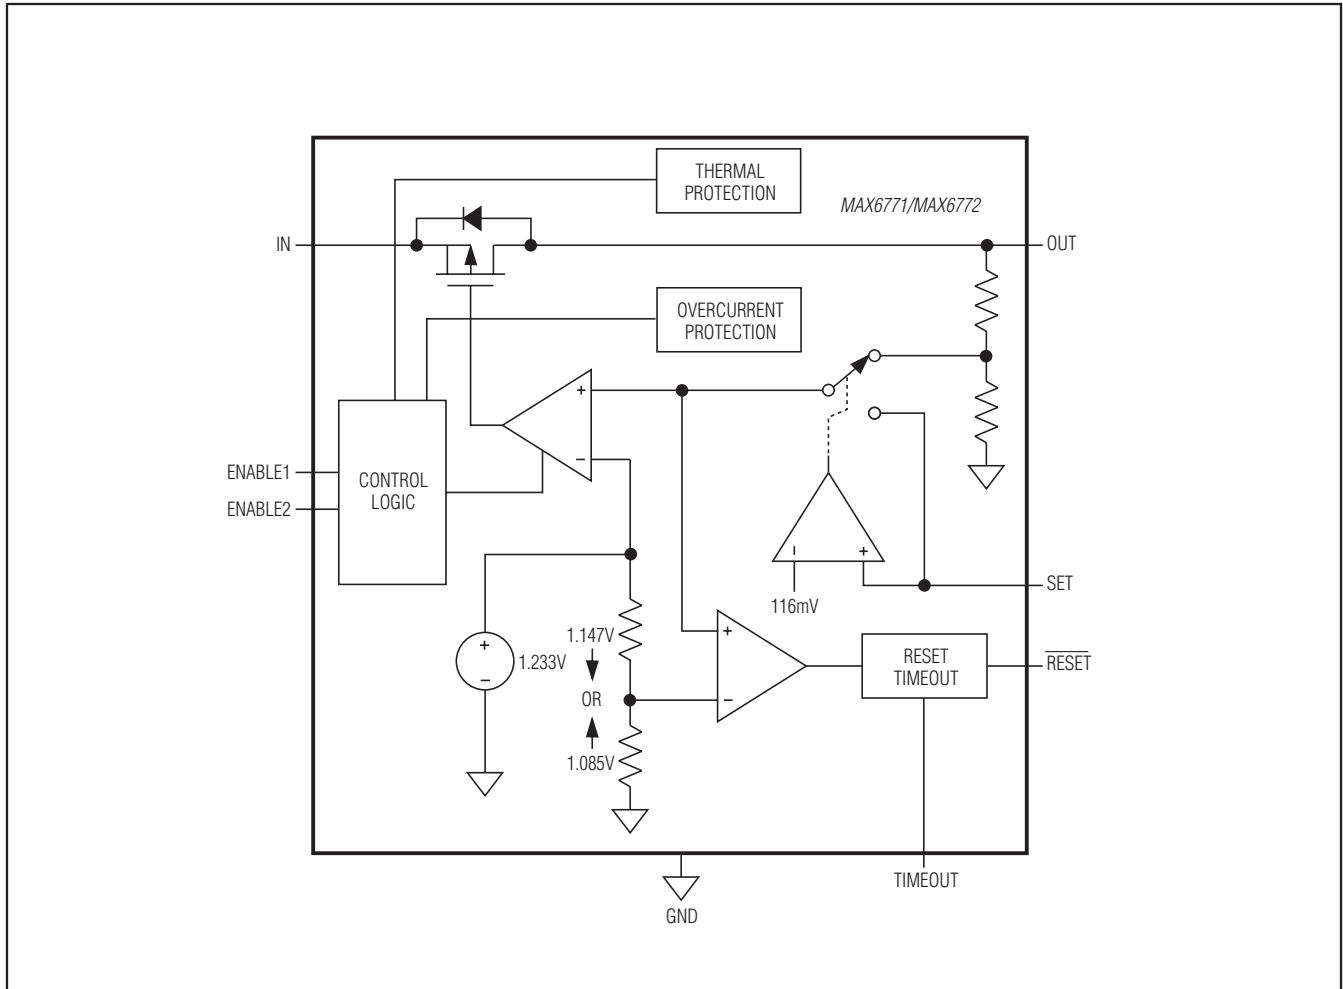 THERMAL
PROTECTION
MAX6771/MAX6772
IN
OUT
OVERCURRENT
PROTECTION
+
−
ENABLE1
ENABLE2
CONTROL
LOGIC
− +
116mV
SET
1.147V
+
−
1.233V
OR
1.085V
+
−
RESET
TIMEOUT
RESET
TIMEOUT
GND